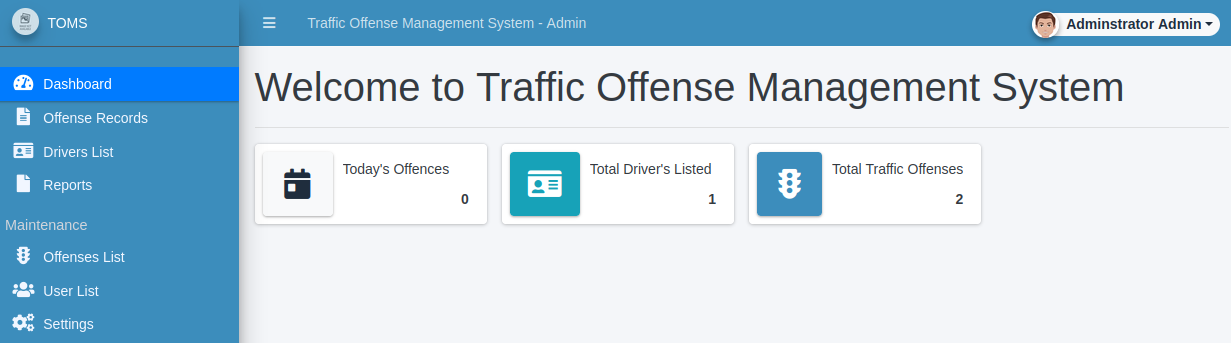 TOMS
Traffic Offense Management System - Admin
Adminstrator Admin
Dashboard
Offense Records
Drivers List
Reports
Maintenance
Offenses List
User List
Settings
Welcome to Traffic Offense Management System
Today's Offences
0
Total Driver's Listed
1
Total Traffic Offenses
2